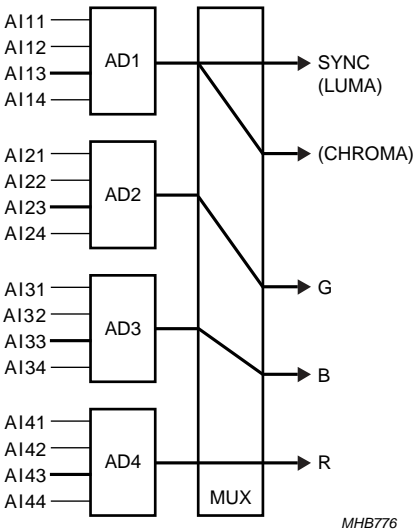 AI11
AI12
AI13
AI14
AD1
SYNC
(LUMA)
(CHROMA)
AI21
AI22
AI23
AI24
AD2
G
AI31
AI32
AI33
AI34
AD3
B
AI41
AI42
AI43
AI44
AD4
R
MUX
MHB776